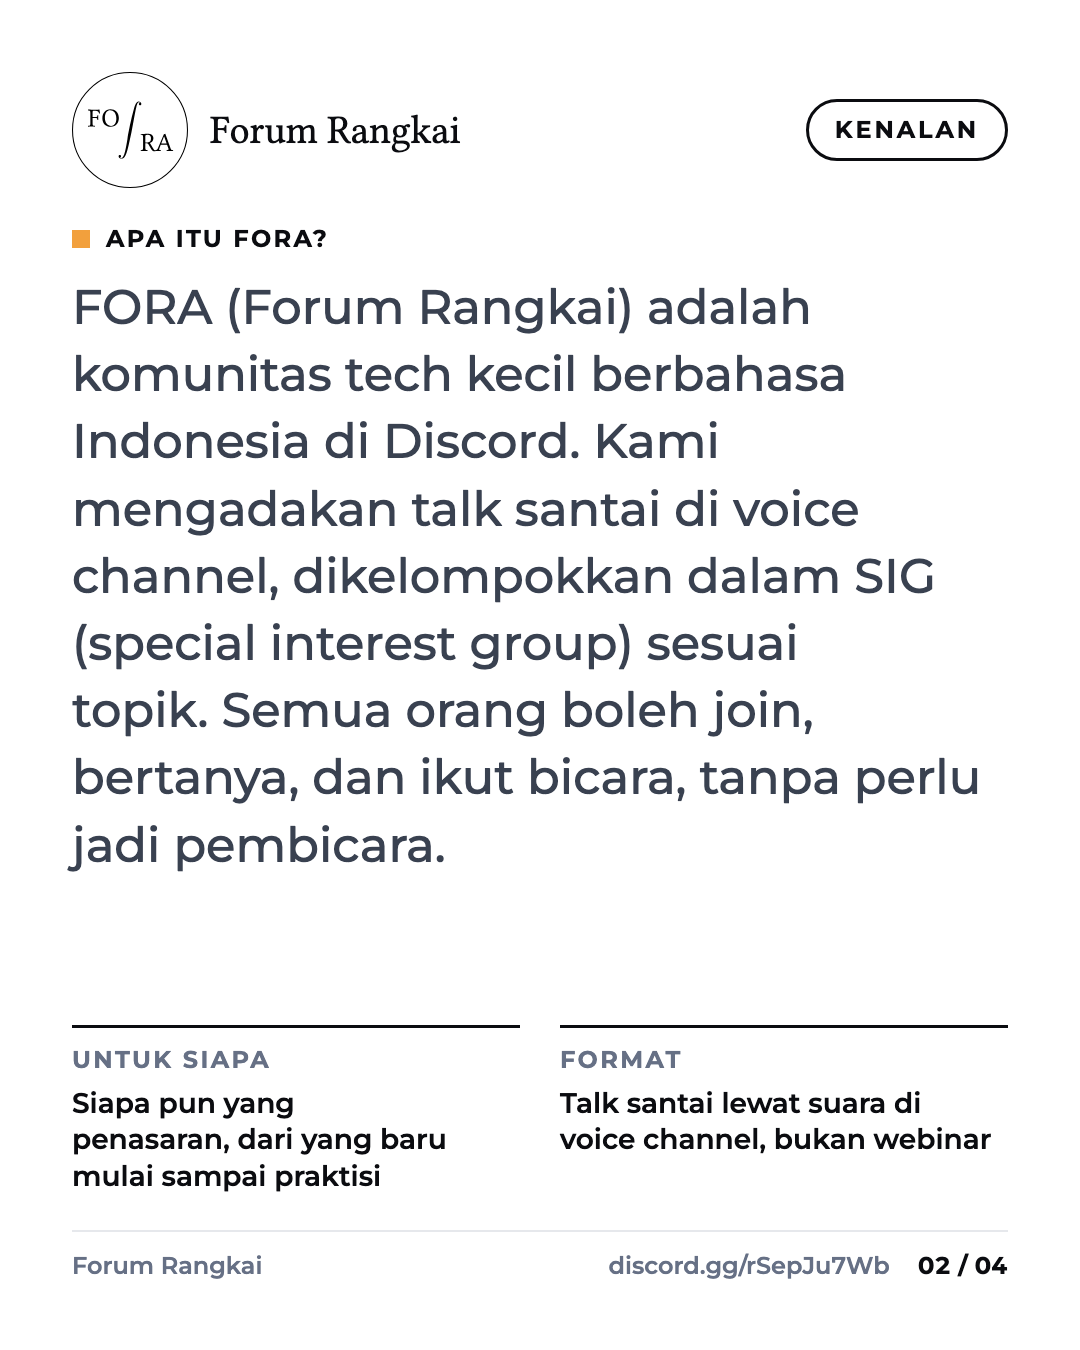 FO∫RA
Forum Rangkai
KENALAN
APA ITU FORA?
FORA (Forum Rangkai) adalah
komunitas tech kecil berbahasa
Indonesia di Discord. Kami
mengadakan talk santai di voice
channel, dikelompokkan dalam SIG
(special interest group) sesuai
topik. Semua orang boleh join,
bertanya, dan ikut bicara, tanpa perlu
jadi pembicara.
UNTUK SIAPA
Siapa pun yang
penasaran, dari yang baru
mulai sampai praktisi
FORMAT
Talk santai lewat suara di
voice channel, bukan webinar
Forum Rangkai
discord.gg/rSepJu7Wb
02 / 04